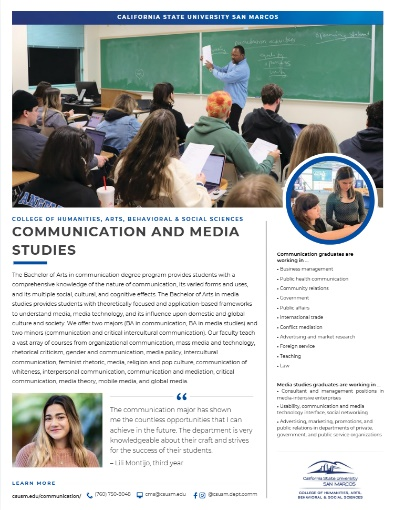 CALIFORNIA STATE UNIVERSITY SAN MARCOS
COLLEGE OF HUMANITIES, ARTS, BEHAVIORAL & SOCIAL SCIENCES
COMMUNICATION AND MEDIA
STUDIES
The Bachelor of Arts in communication degree program provides students with a
comprehensive knowledge of the nature of communication, its varied forms and uses,
and its multiple social, cultural, and cognitive effects. The Bachelor of Arts in media
studies provides students with theoretically focused and application based frameworks
to understand media, media technology, and its influence upon domestic and global
culture and society. We offer two majors (BA in communication, BA in media studies) and
two minors (communication and critical intercultural communication). Our faculty teach
a vast array of courses from organizational communication, mass media and technology,
rhetorical criticism, gender and communication, media policy, intercultural
communication, feminist rhetoric, media, religion and pop culture, communication of
whiteness, interpersonal communication, communication and mediation, critical
communication, media theory, mobile media, and global media.
“
The communication major has shown
me the countless opportunities that I can
achieve in the future. The department is very
knowledgeable about their craft and strives
for the success of their students.
– Lili Montijo, third year
LEARN MORE
csusm.edu/communication/
(760) 750-8048
cms@csusm.edu
@csusm.dept.comm
Communication graduates are
working in...
• Business management
• Public health communication
• Community relations
• Government
• Public affairs
• International trade
• Conflict mediation
• Advertising and market research
• Foreign service
• Teaching
• Law
Media studies graduates are working in...
• Consultant and management positions in
media-intensive enterprises
• Usability, communication and media
technology interface, social networking
• Advertising, marketing, promotions, and
public relations in departments of private,
government, and public service organizations
California State University
SAN MARCOS
COLLEGE OF HUMANITIES, ARTS,
BEHAVIORAL & SOCIAL SCIENCES